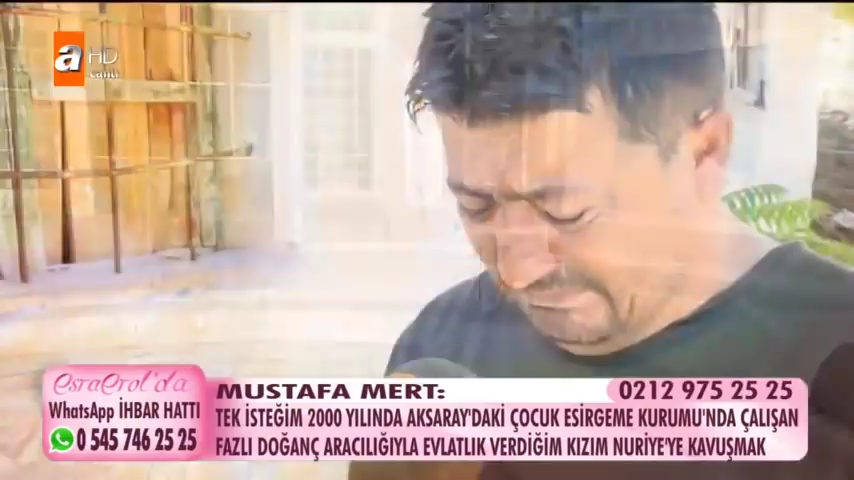 a HD
canlı
esraerol'da
WhatsApp İHBAR HATTI
0 545 746 25 25
MUSTAFA MERT:
0212 975 25 25
TEK İSTEĞİM 2000 YILINDA AKSARAY'DAKİ ÇOCUK ESİRGEME KURUMU'NDA ÇALIŞAN
FAZLI DOĞANÇ ARACILIĞIYLA EVLATLIK VERDİĞİM KIZIM NURİYE'YE KAVUŞMAK